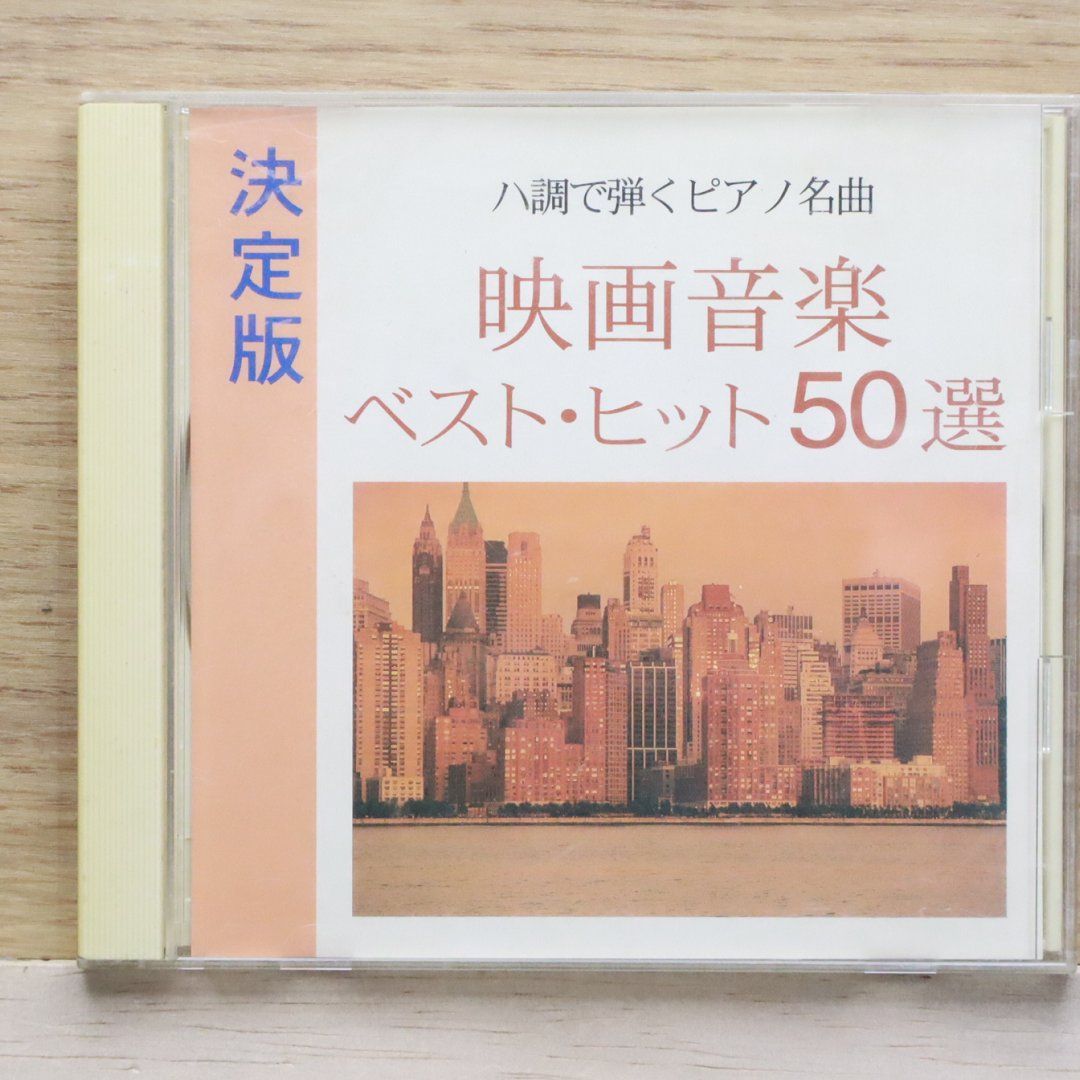 決定版
ハ調で弾くピアノ名曲
映画音楽
ベスト・ヒット50選